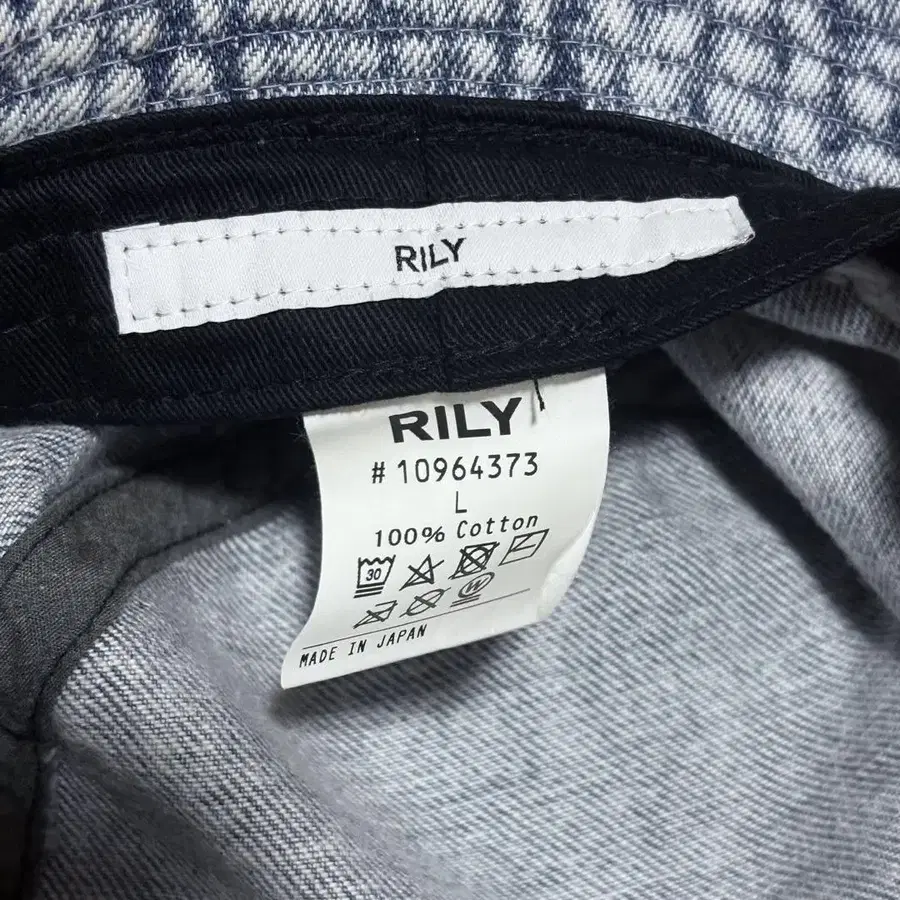 RILY
RILY
#10964373
L
100% Cotton
30
W
MADE IN JAPAN